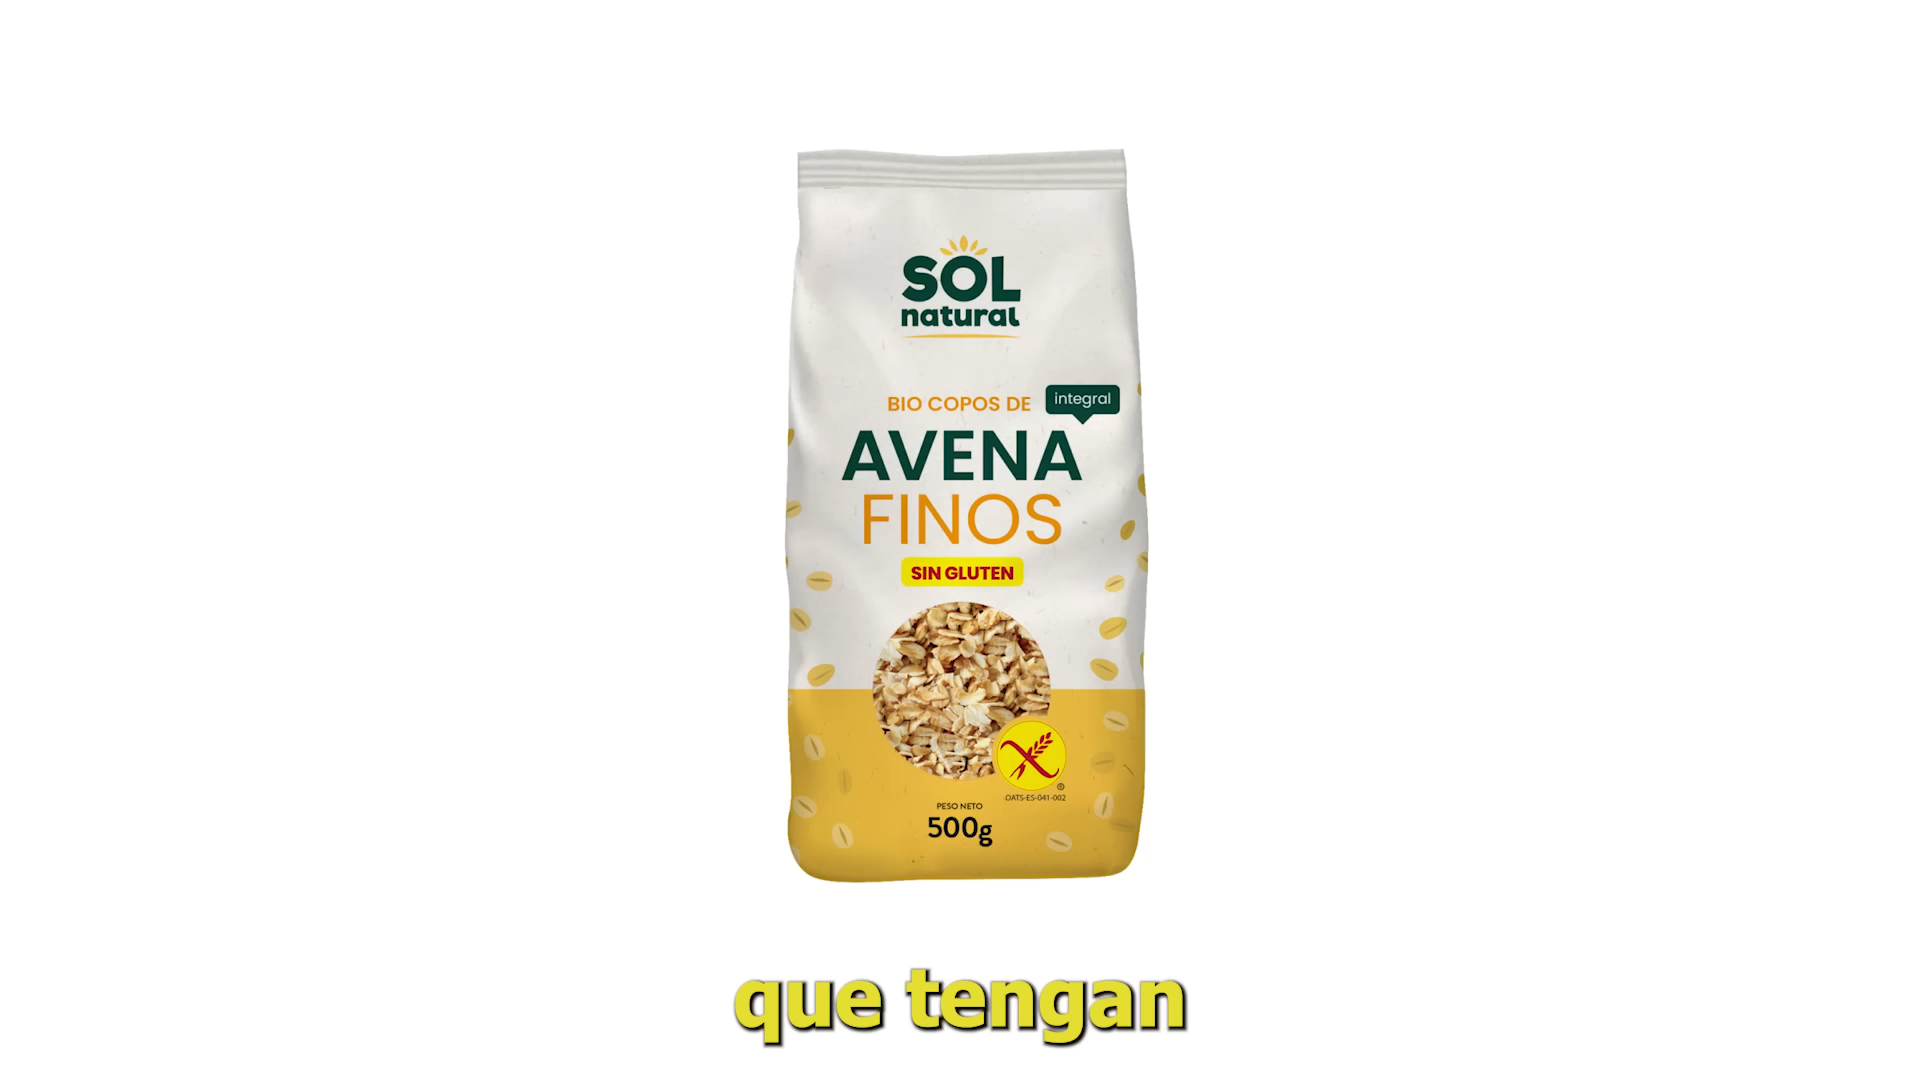 SOL
natural
BIO COPOS DE
integral
AVENA
FINOS
SIN GLUTEN
OATS-ES-041-002
PESO NETO
500g
que tengan